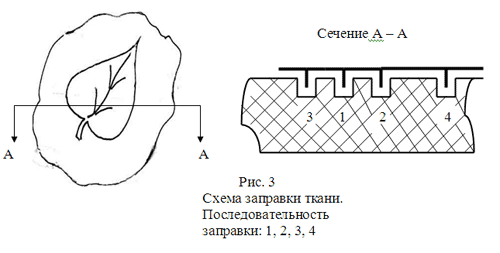 Сечение А – А
3 1 2 4
А А
Рис. 3
Схема заправки ткани.
Последовательность
заправки: 1, 2, 3, 4